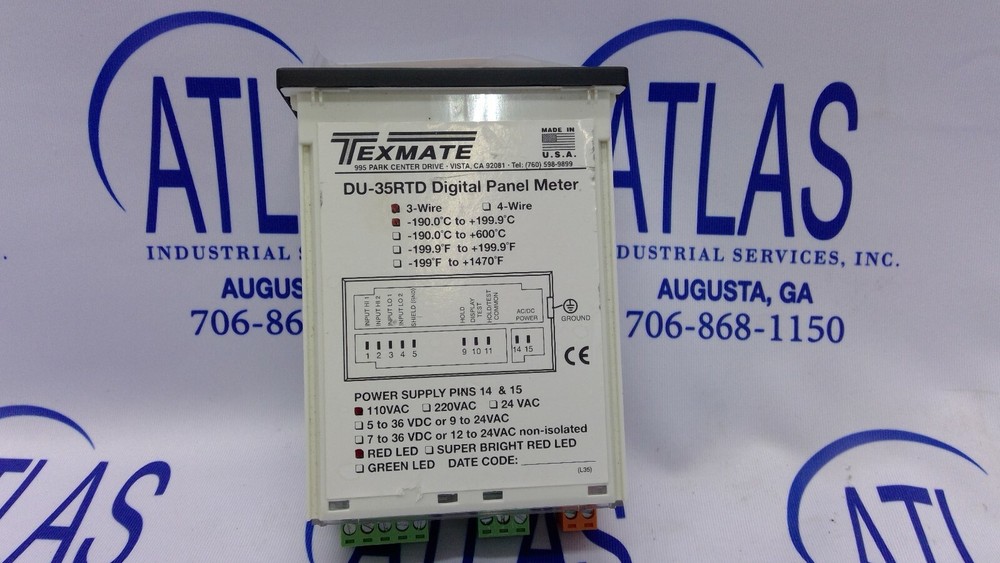 ATLAS
INDUSTRIAL
AUGUS
706-86
ATLAS
INDUSTRIAL SERVICES, INC.
AUGUSTA, GA
706-868-1150
TEXMATE
MADE IN
U.S.A.
995 PARK CENTER DRIVE · VISTA, CA 92081 · Tel: (760) 598-9899
DU-35RTD Digital Panel Meter
3-Wire 4-Wire
-190.0°C to +199.9°C
-190.0°C to +600°C
-199.9°F to +199.9°F
-199°F to +1470°F
INPUT HI 1
INPUT HI 2
INPUT LO 1
INPUT LO 2
SHIELD (GND)
HOLD
DISPLAY TEST
HOLD/TEST COMMON
AC/DC
POWER
GROUND
1 2 3 4 5 9 10 11 14 15
CE
POWER SUPPLY PINS 14 & 15
110VAC 220VAC 24 VAC
5 to 36 VDC or 9 to 24VAC
7 to 36 VDC or 12 to 24VAC non-isolated
RED LED SUPER BRIGHT RED LED
GREEN LED DATE CODE:
(L35)
ATLAS
ATLAS
ATL